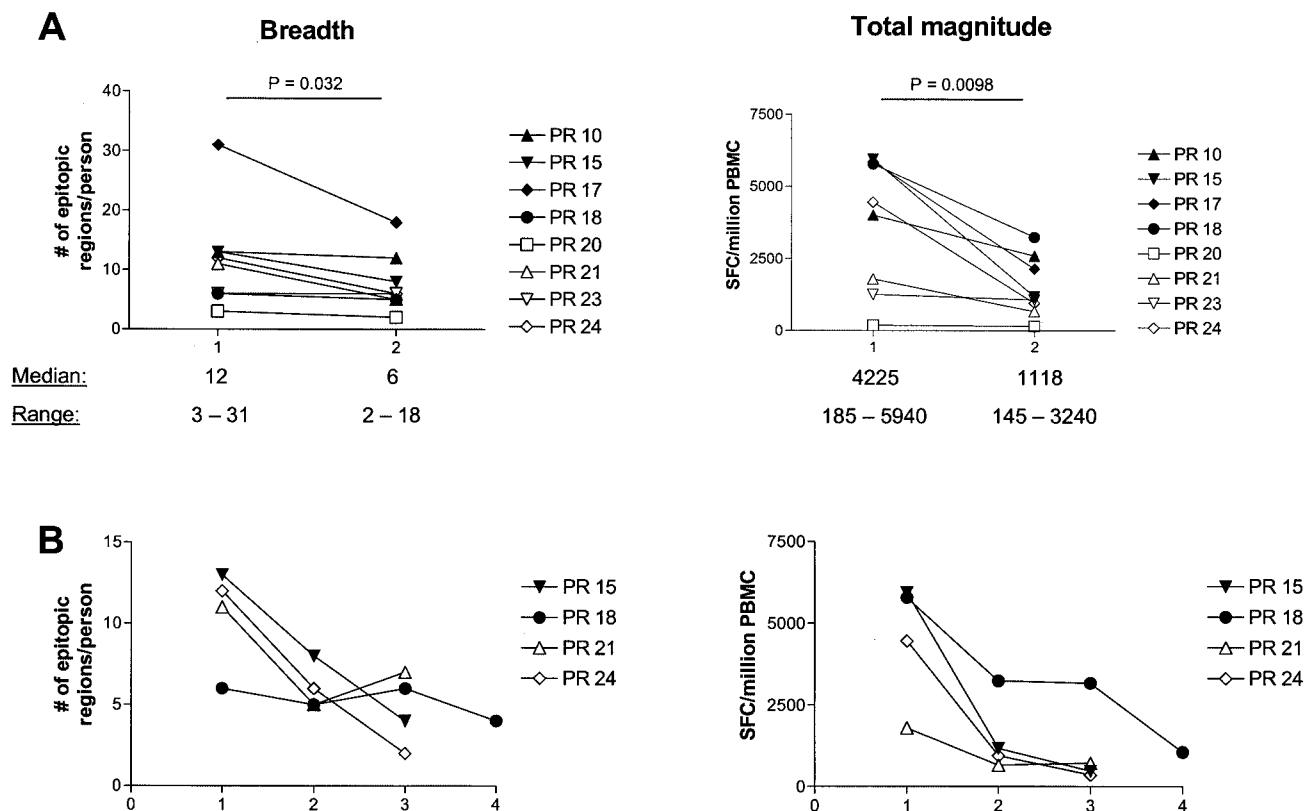 A
Breadth
P = 0.032
# of epitopic
regions/person
40
30
20
10
0
1
2
PR 10
PR 15
PR 17
PR 18
PR 20
PR 21
PR 23
PR 24
Median:
12
6
Range:
3 – 31
2 – 18
Total magnitude
P = 0.0098
SFC/million PBMC
7500
5000
2500
0
1
2
PR 10
PR 15
PR 17
PR 18
PR 20
PR 21
PR 23
PR 24
4225
1118
185 – 5940
145 – 3240
B
# of epitopic
regions/person
15
10
5
0
0
1
2
3
4
PR 15
PR 18
PR 21
PR 24
SFC/million PBMC
7500
5000
2500
0
0
1
2
3
4
PR 15
PR 18
PR 21
PR 24